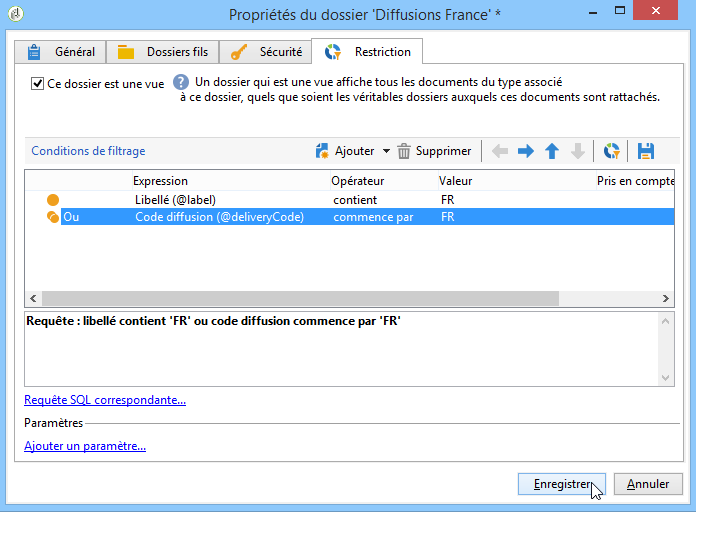 Propriétés du dossier 'Diffusions France' *
Général Dossiers fils Sécurité Restriction
Ce dossier est une vue ? Un dossier qui est une vue affiche tous les documents du type associé
à ce dossier, quels que soient les véritables dossiers auxquels ces documents sont rattachés.
Conditions de filtrage Ajouter Supprimer
Expression Opérateur Valeur Pris en compte
Libellé (@label) contient FR
Ou Code diffusion (@deliveryCode) commence par FR
Requête : libellé contient 'FR' ou code diffusion commence par 'FR'
Requête SQL correspondante...
Paramètres
Ajouter un paramètre...
Enregistrer Annuler